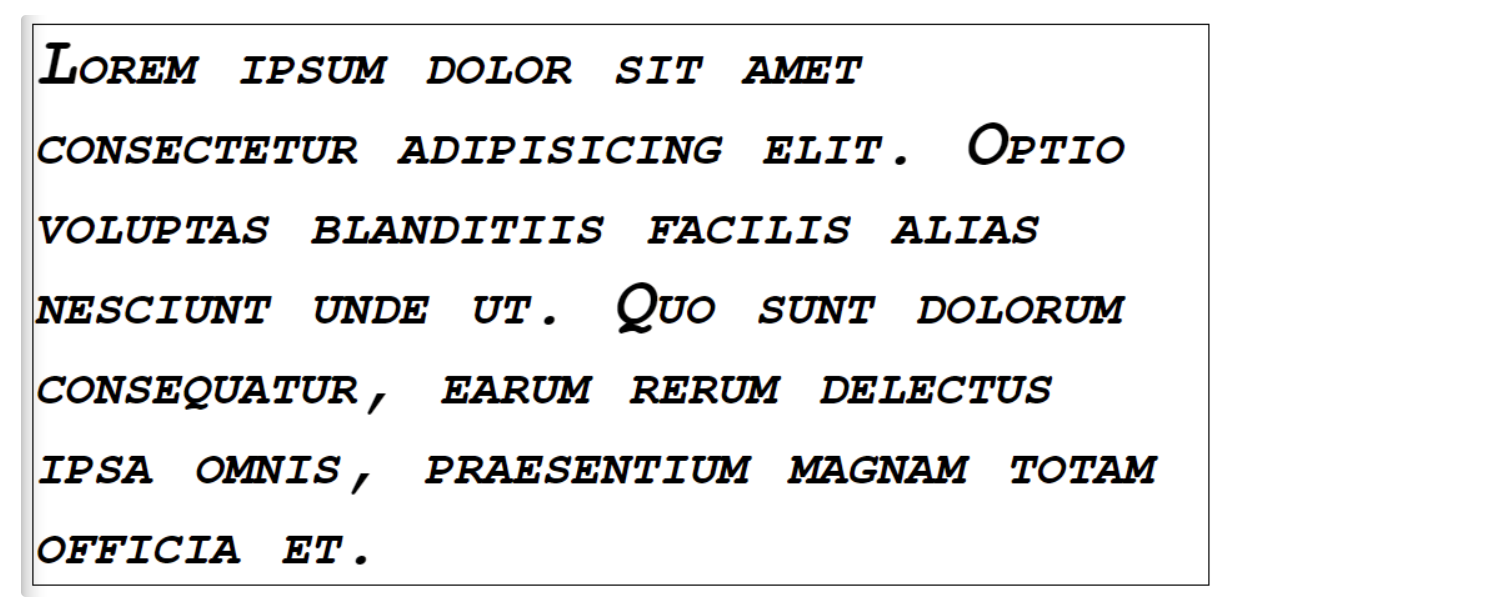 Lorem ipsum dolor sit amet
consectetur adipisicing elit. Optio
voluptas blanditiis facilis alias
nesciunt unde ut. Quo sunt dolorum
consequatur, earum rerum delectus
ipsa omnis, praesentium magnam totam
officia et.